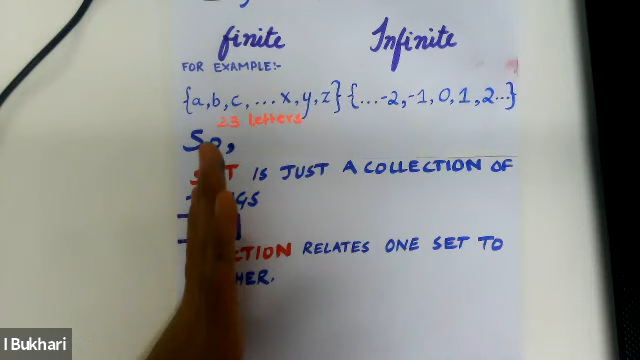 finite Infinite
FOR EXAMPLE:-
{a,b,c, ...x,y,z} {...-2,-1,0,1,2...}
23 letters
So,
IS JUST A COLLECTION OF
RELATES ONE SET TO
I Bukhari